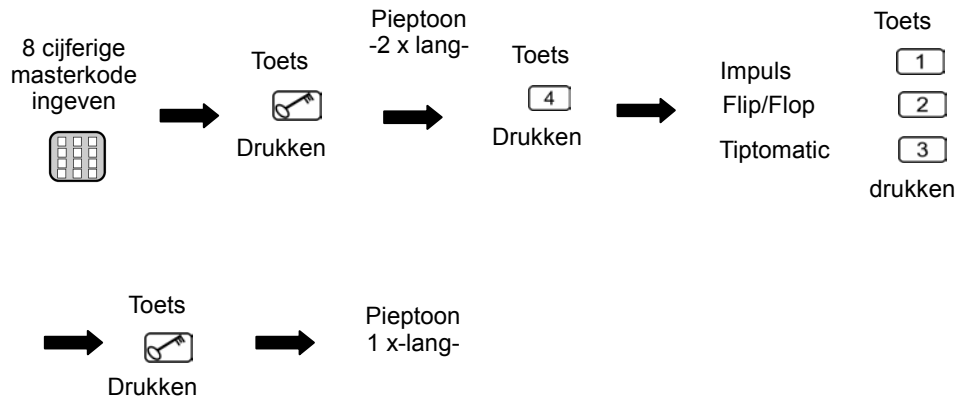 8 cijferige
masterkode
ingeven
Toets
Drukken
Pieptoon
-2 x lang-
Toets
4
Drukken
Toets
Impuls 1
Flip/Flop 2
Tiptomatic 3
drukken
Toets
Drukken
Pieptoon
1 x-lang-